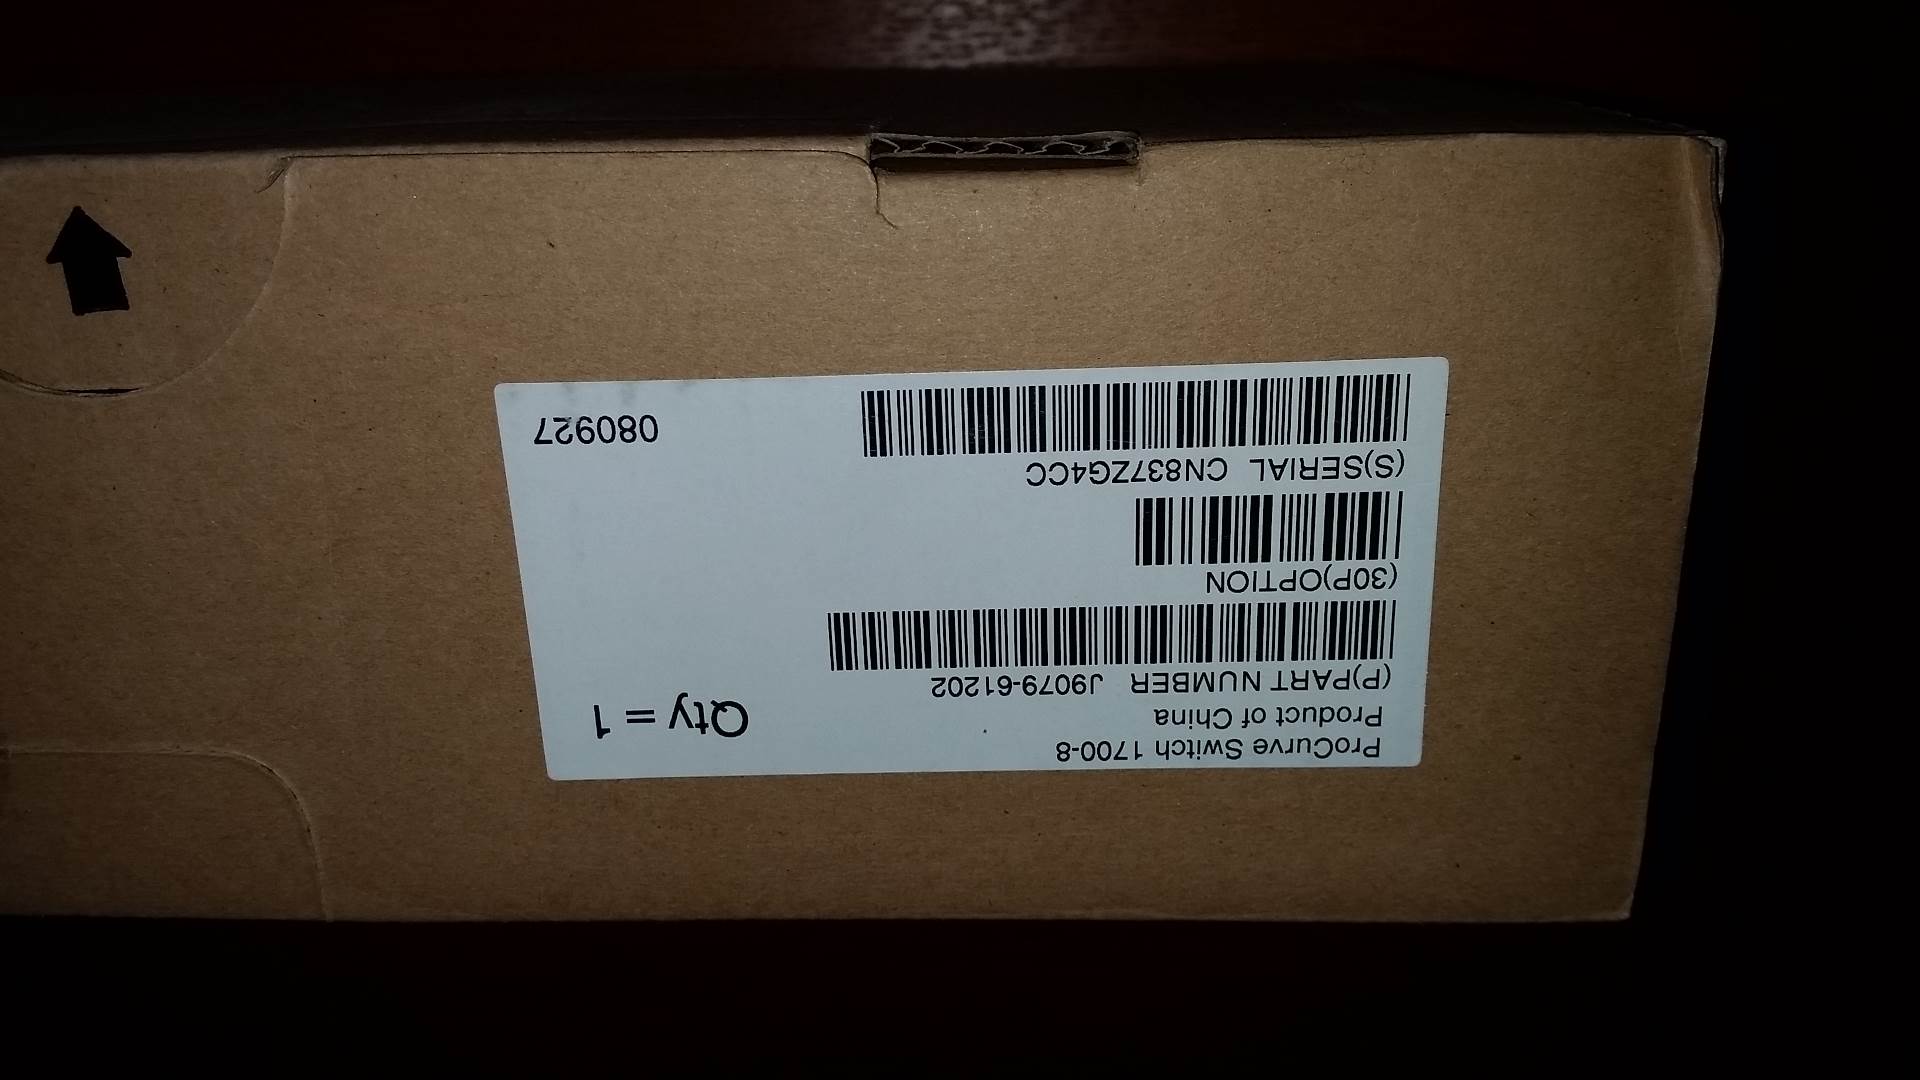 ProCurve Switch 1700-8
Product of China
Qty = 1
(P)PART NUMBER J9079-61202
(30P)OPTION
(S)SERIAL CN837ZG4CC
080927